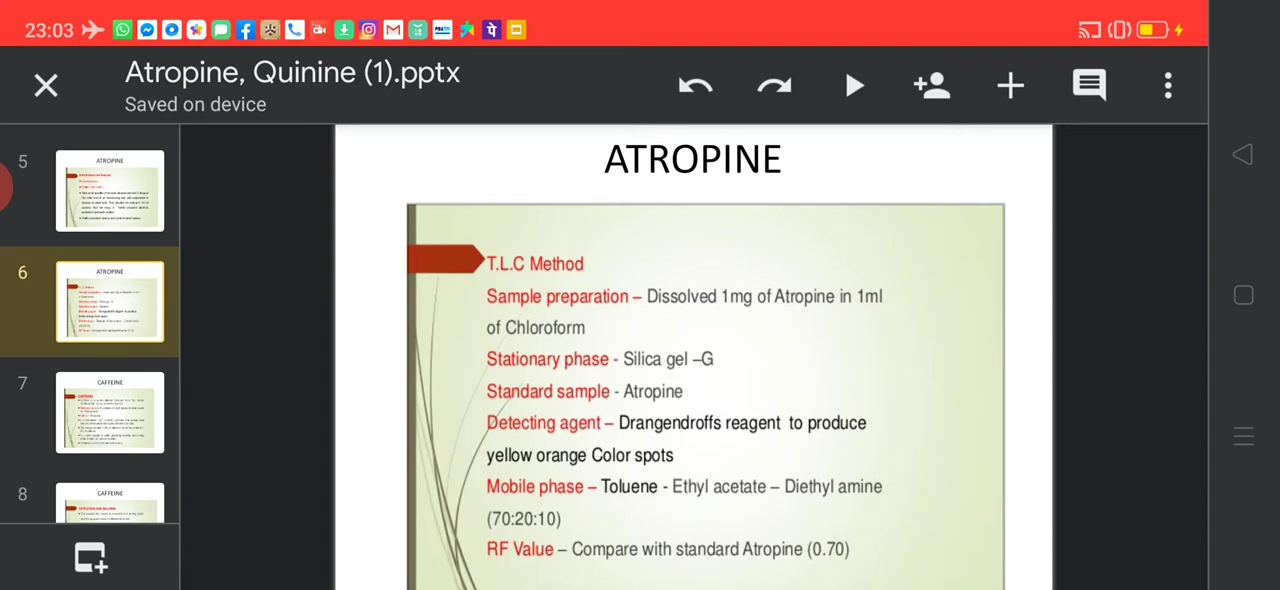 23:03
Atropine, Quinine (1).pptx
Saved on device
5
ATROPINE
6
ATROPINE
7
CAFFEINE
CAFFEINE
8
CAFFEINE
ATROPINE
T.L.C Method
Sample preparation – Dissolved 1mg of Atropine in 1ml
of Chloroform
Stationary phase - Silica gel –G
Standard sample - Atropine
Detecting agent – Drangendroffs reagent to produce
yellow orange Color spots
Mobile phase – Toluene - Ethyl acetate – Diethyl amine
(70:20:10)
RF Value – Compare with standard Atropine (0.70)